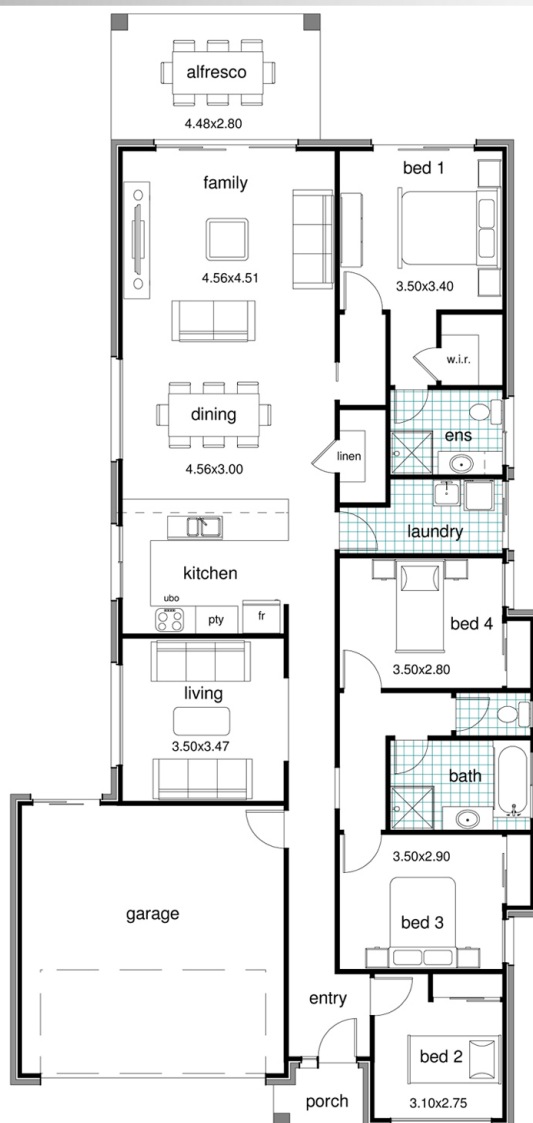 alfresco
4.48x2.80
family
4.56x4.51
bed 1
3.50x3.40
w.i.r.
dining
4.56x3.00
ens
linen
laundry
kitchen
ubo
pty
fr
bed 4
3.50x2.80
living
3.50x3.47
bath
3.50x2.90
bed 3
garage
entry
bed 2
3.10x2.75
porch